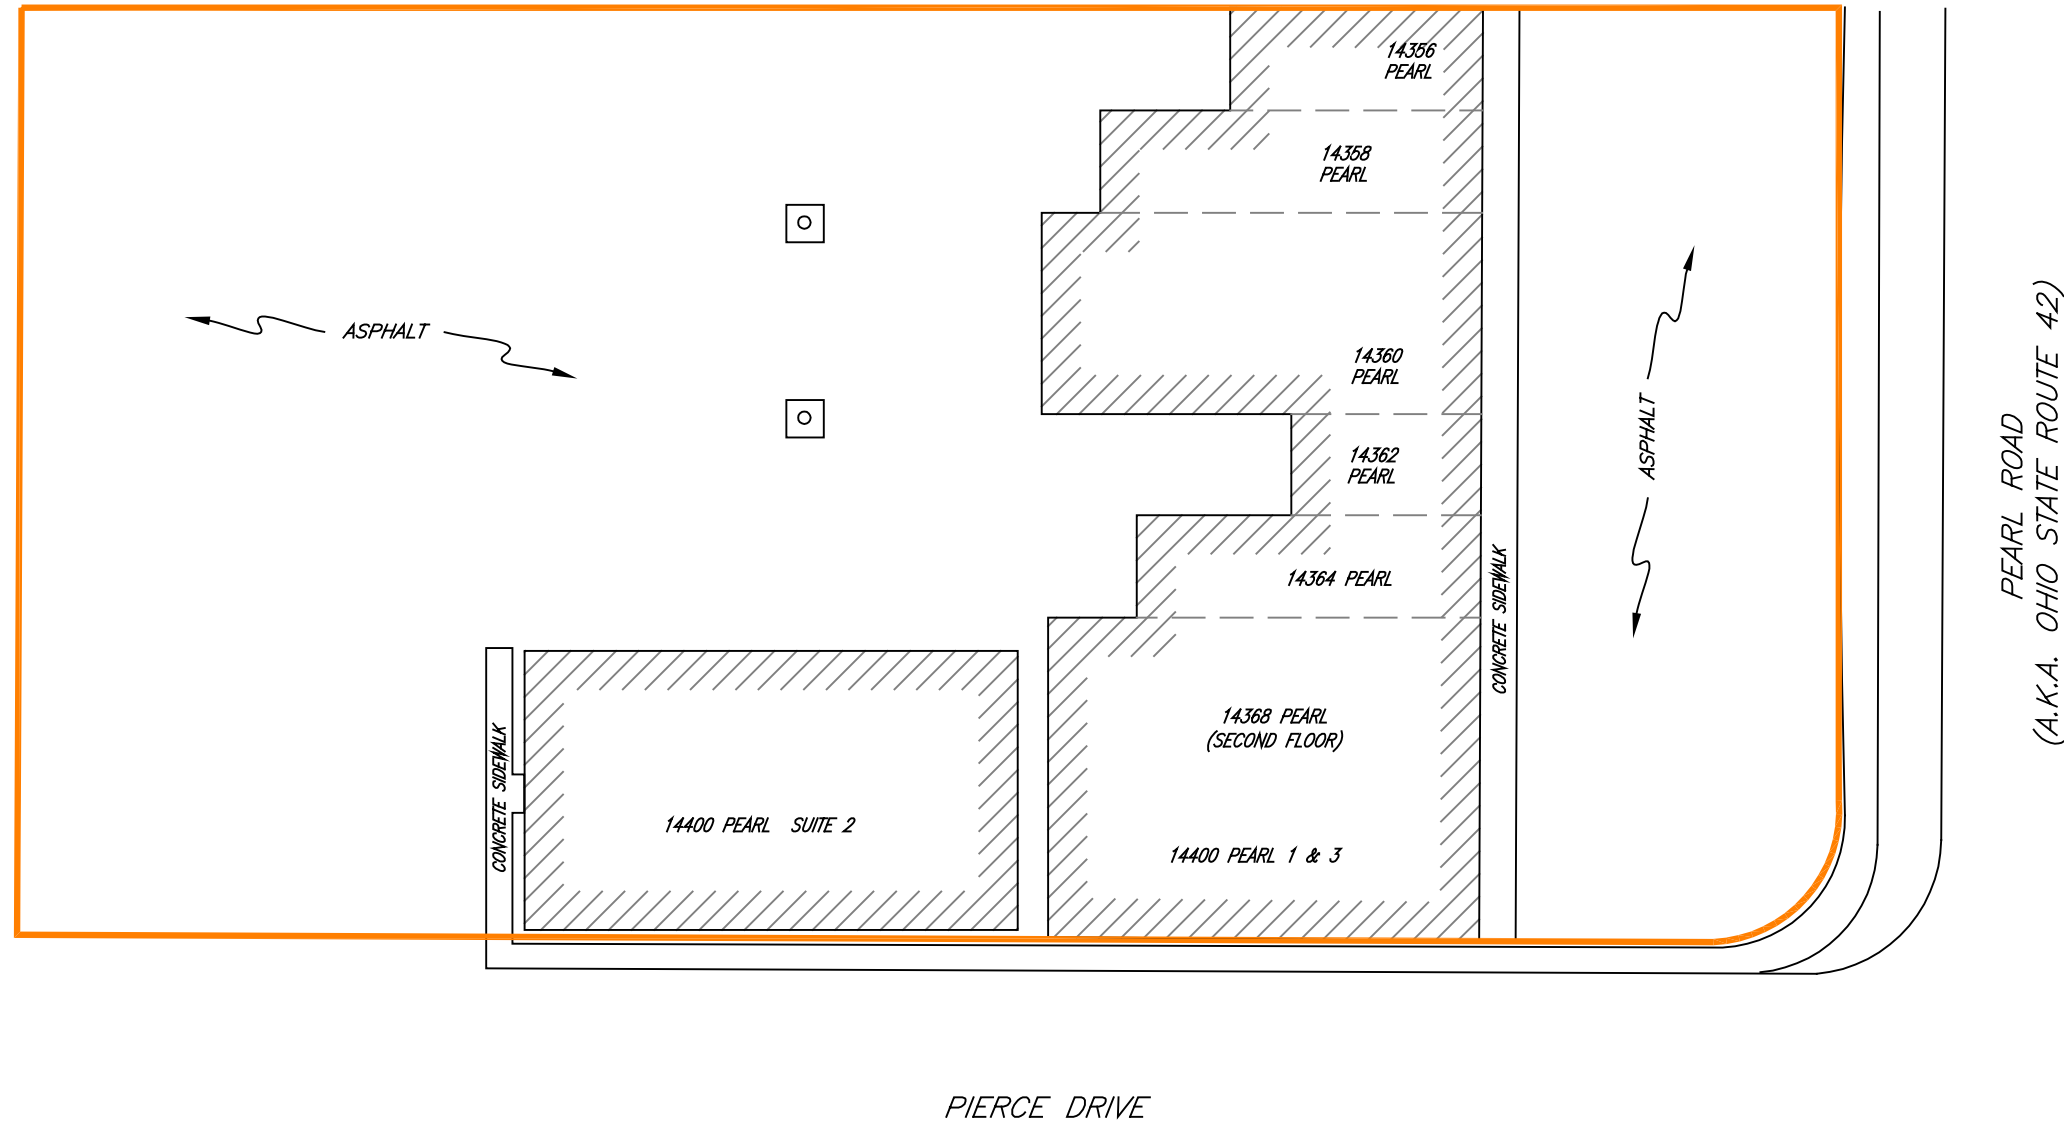 14356
PEARL
14358
PEARL
ASPHALT
14360
PEARL
ASPHALT
14362
PEARL
PEARL ROAD
(A.K.A. OHIO STATE ROUTE 42)
14364 PEARL
CONCRETE SIDEWALK
14368 PEARL
(SECOND FLOOR)
CONCRETE SIDEWALK
14400 PEARL SUITE 2
14400 PEARL 1 & 3
PIERCE DRIVE